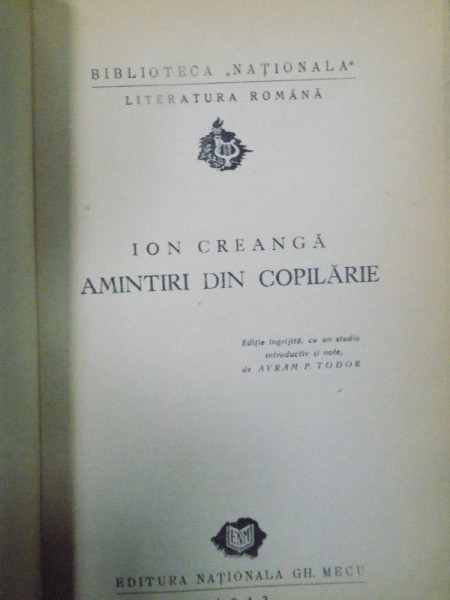 BIBLIOTECA „NAȚIONALA"
LITERATURA ROMÂNĂ
ION CREANGĂ
AMINTIRI DIN COPILĂRIE
Ediție îngrijită, cu un studiu
introductiv și note,
de AVRAM P. TODOR
ENM
EDITURA NAȚIONALA GH. MECU